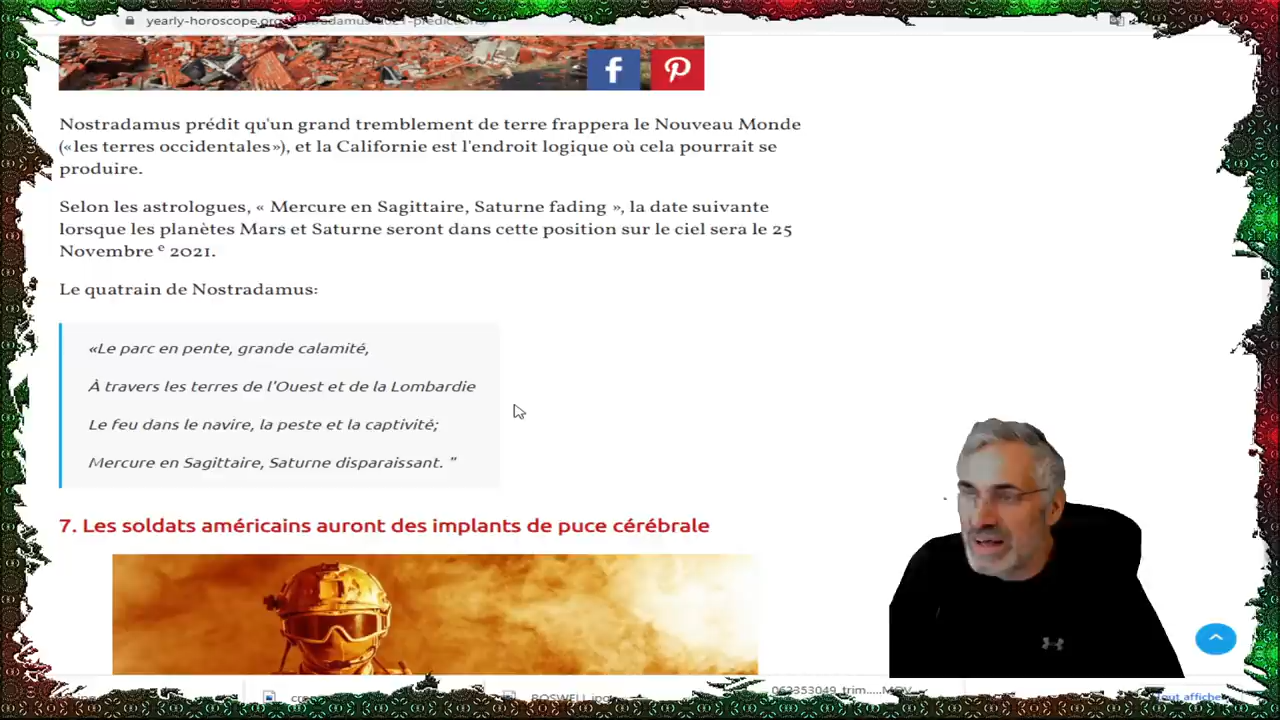 yearly-horoscope.org
f
Nostradamus prédit qu'un grand tremblement de terre frappera le Nouveau Monde
(«les terres occidentales»), et la Californie est l'endroit logique où cela pourrait se
produire.
Selon les astrologues, « Mercure en Sagittaire, Saturne fading », la date suivante
lorsque les planètes Mars et Saturne seront dans cette position sur le ciel sera le 25
Novembre e 2021.
Le quatrain de Nostradamus:
«Le parc en pente, grande calamité,
À travers les terres de l'Ouest et de la Lombardie
Le feu dans le navire, la peste et la captivité;
Mercure en Sagittaire, Saturne disparaissant. "
7. Les soldats américains auront des implants de puce cérébrale